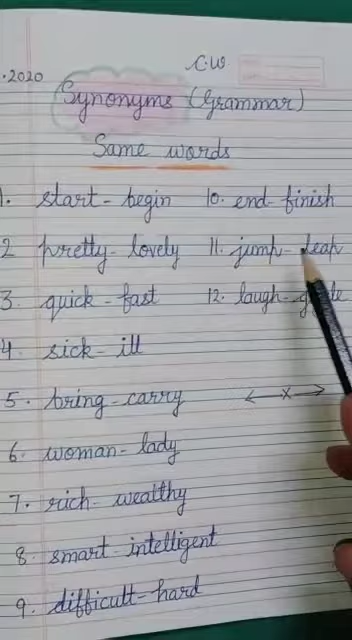 C.W
.2020
Synonyms (Grammar)
Same words
1. start - begin 10. end - finish
2 pretty - lovely 11. jump - leap
3. quick - fast 12. laugh -
4. sick - ill
5. bring - carry
6. woman - lady
7. rich - wealthy
8. smart - intelligent
9. difficult - hard